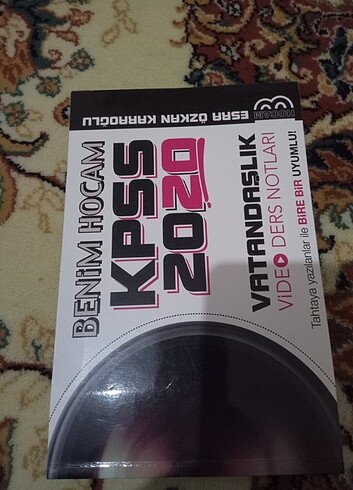 BENİM HOCAM
KPSS
2020
VATANDAŞLIK
VİDEO DERS NOTLARI
Tahtaya yazılanlar ile BİRE BİR UYUMLU!
ESRA ÖZKAN KARAOĞLU
HOCAM